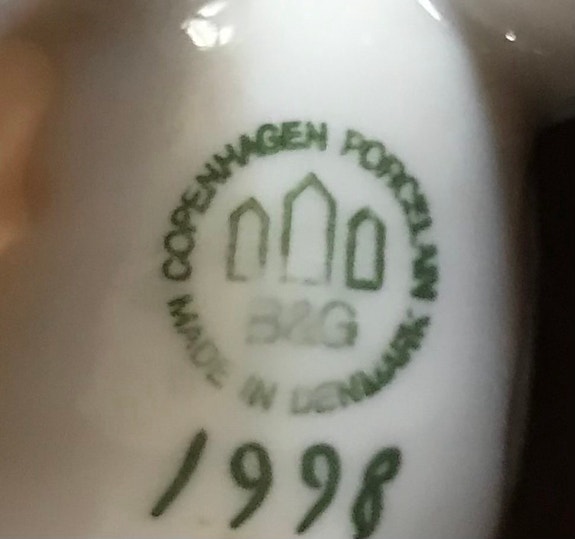 COPENHAGEN PORCELAIN
B&G
MADE IN DENMARK
1998